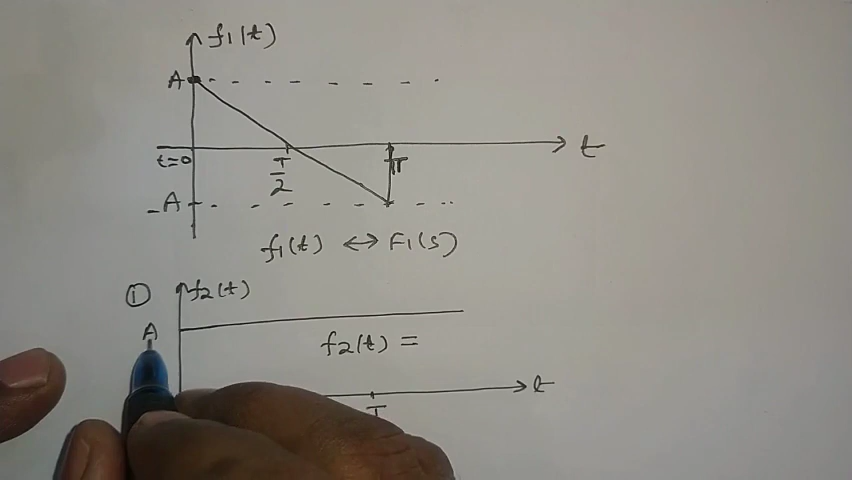 f1(t)
A
t=0
T/2
T
t
-A
f1(t) ↔ F1(S)
① f2(t)
A
f2(t) =
T
t